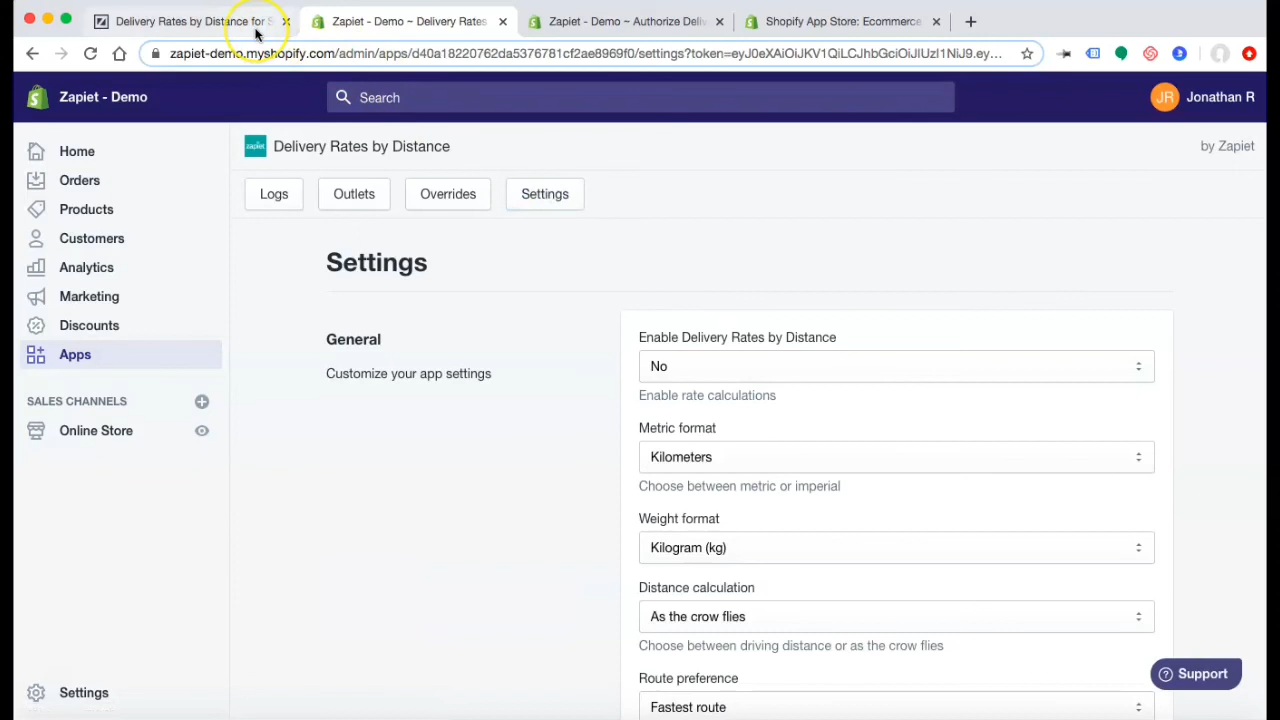 Delivery Rates by Distance for S
Zapiet - Demo ~ Delivery Rates
Zapiet - Demo ~ Authorize Deliv
Shopify App Store: Ecommerce
zapiet-demo.myshopify.com/admin/apps/d40a18220762da5376781cf2ae8969f0/settings?token=eyJ0eXAiOiJKV1QiLCJhbGciOiJIUzI1NiJ9.ey...
Zapiet - Demo
Search
JR
Jonathan R
Home
Orders
Products
Customers
Analytics
Marketing
Discounts
Apps
SALES CHANNELS
Online Store
Settings
zapiet
Delivery Rates by Distance
by Zapiet
Logs
Outlets
Overrides
Settings
Settings
General
Customize your app settings
Enable Delivery Rates by Distance
No
Enable rate calculations
Metric format
Kilometers
Choose between metric or imperial
Weight format
Kilogram (kg)
Distance calculation
As the crow flies
Choose between driving distance or as the crow flies
Route preference
Fastest route
Support